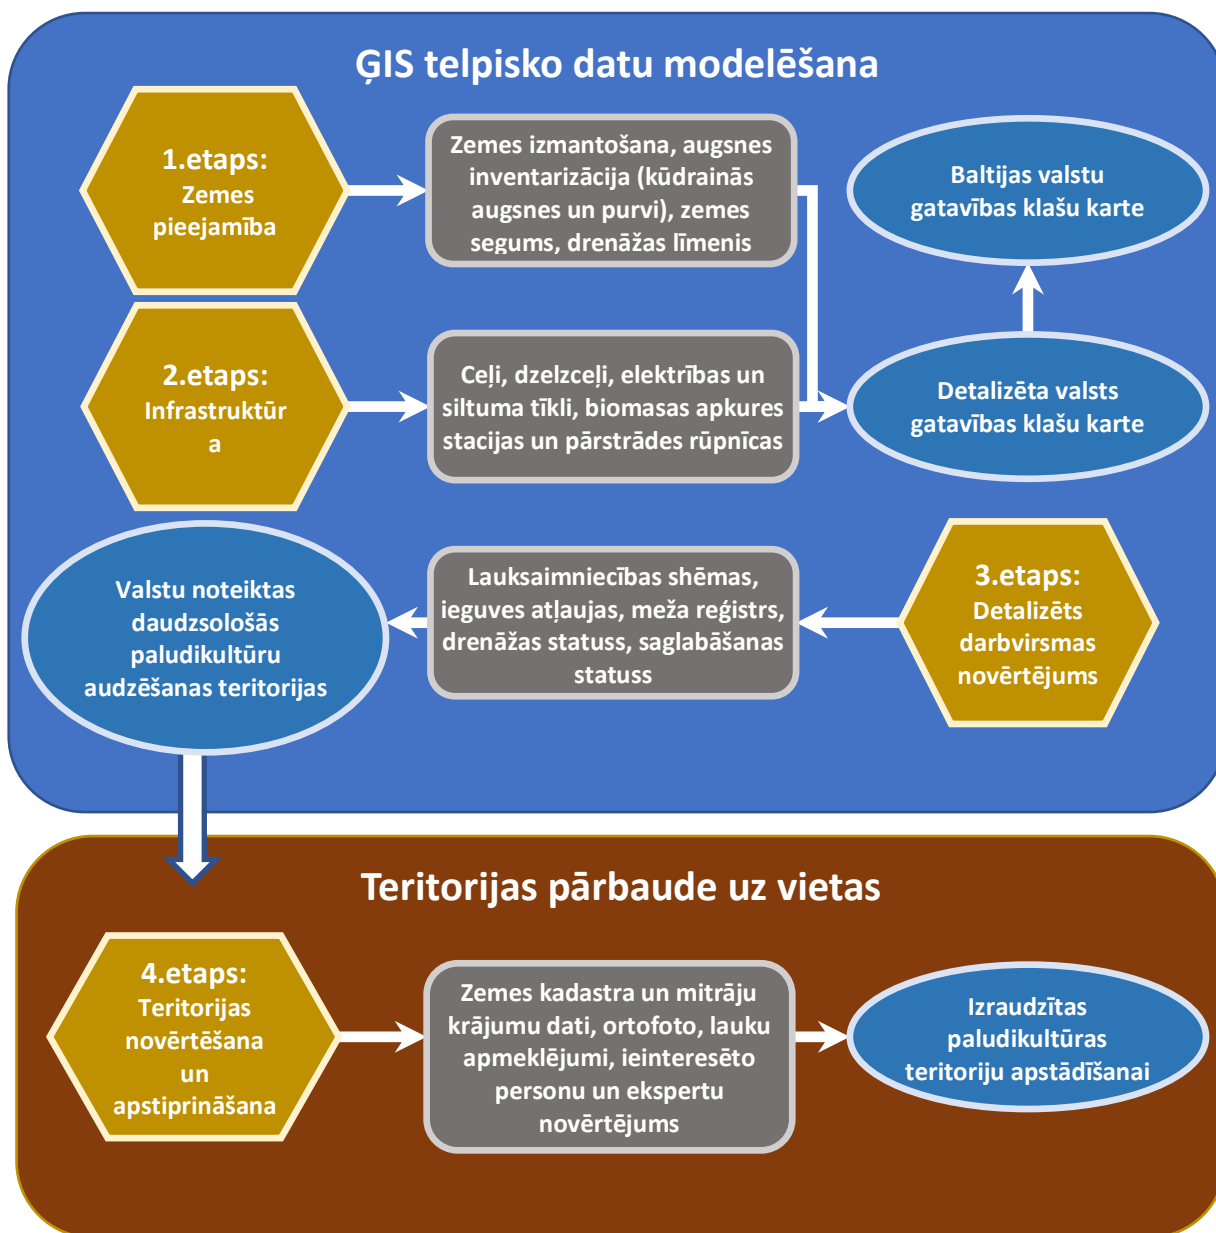 ĢIS telpisko datu modelēšana
1.etaps:
Zemes
pieejamība
Zemes izmantošana, augsnes
inventarizācija (kūdrainās
augsnes un purvi), zemes
segums, drenāžas līmenis
Baltijas valstu
gatavības klašu karte
2.etaps:
Infrastruktūr
a
Ceļi, dzelzceļi, elektrības un
siltuma tīkli, biomasas apkures
stacijas un pārstrādes rūpnīcas
Detalizēta valsts
gatavības klašu karte
Valstu noteiktas
daudzsološās
paludikultūru
audzēšanas teritorijas
Lauksaimniecības shēmas,
ieguves atļaujas, meža reģistrs,
drenāžas statuss, saglabāšanas
statuss
3.etaps:
Detalizēts
darbvirsmas
novērtējums
Teritorijas pārbaude uz vietas
4.etaps:
Teritorijas
novērtēšana
un
apstiprināšana
Zemes kadastra un mitrāju
krājumu dati, ortofoto, lauku
apmeklējumi, ieinteresēto
personu un ekspertu
novērtējums
Izraudzītas
paludikultūras
teritoriju apstādīšanai